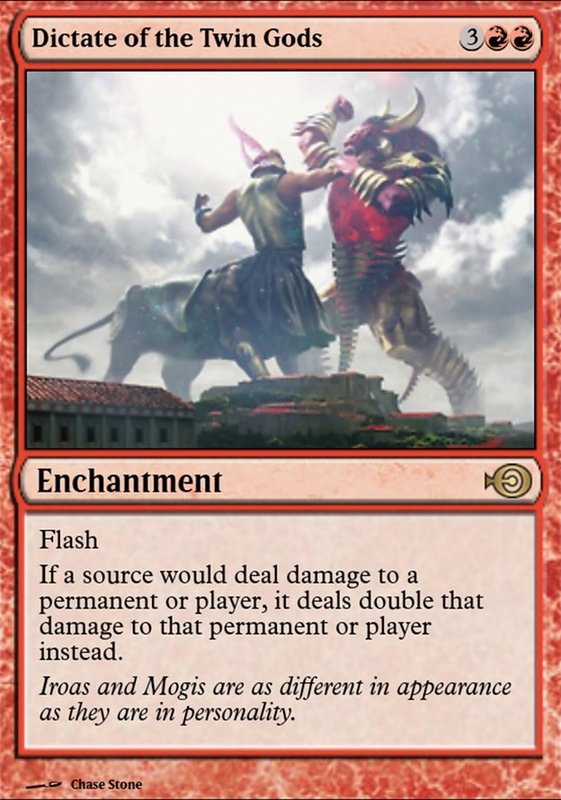 Dictate of the Twin Gods 3
Enchantment
Flash
If a source would deal damage to a
permanent or player, it deals double that
damage to that permanent or player
instead.
Iroas and Mogis are as different in appearance
as they are in personality.
Chase Stone